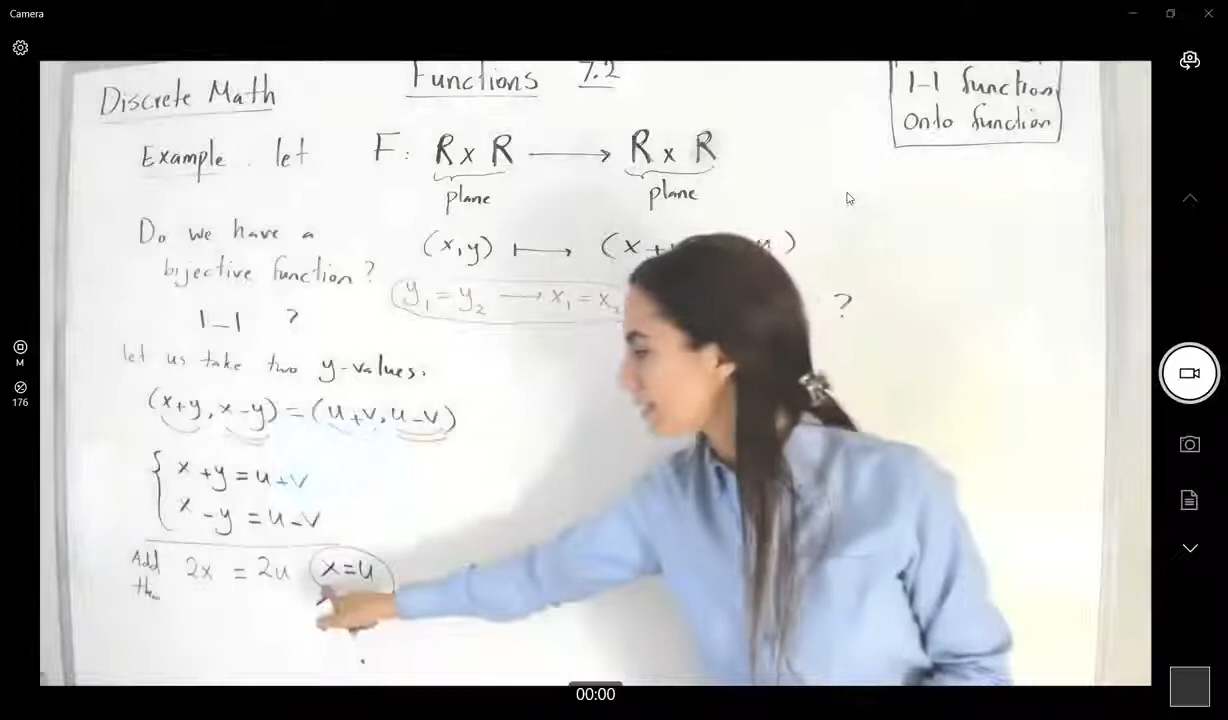 Camera
Functions 7.2
Discrete Math
1-1 function
Onto function
Example. let F: R x R ⟶ R x R
plane plane
Do we have a
bijective function?
(x,y) ⟼ (x+ )
y₁ = y₂ ⟶ x₁ = x₂ ?
1-1 ?
let us take two y-values.
(x+y, x-y) = (u+v, u-v)
x+y = u+v
x-y = u-v
Add 2x = 2u x=u
M
176
00:00